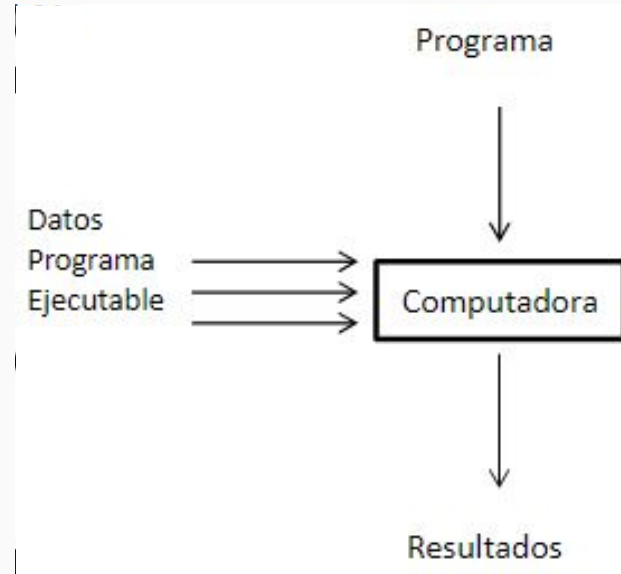 Programa
Datos
Programa
Ejecutable
Computadora
Resultados